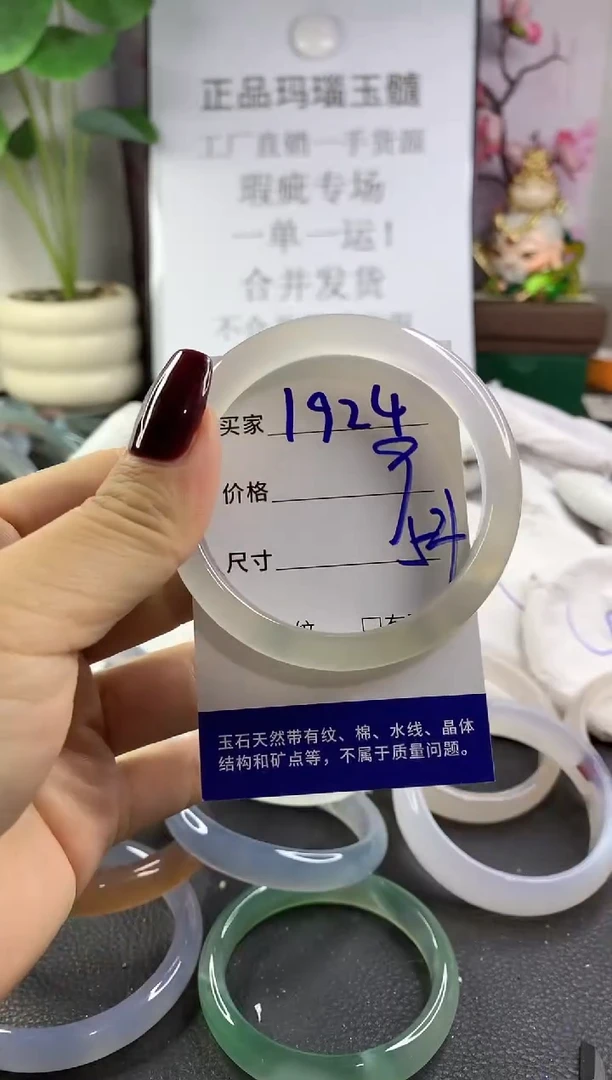 正品玛瑙玉髓
工厂直销一手货源
瑕疵专场
一单一运!
合并发货
买家 1924
价格
尺寸 54
玉石天然带有纹、棉、水线、晶体
结构和矿点等，不属于质量问题。